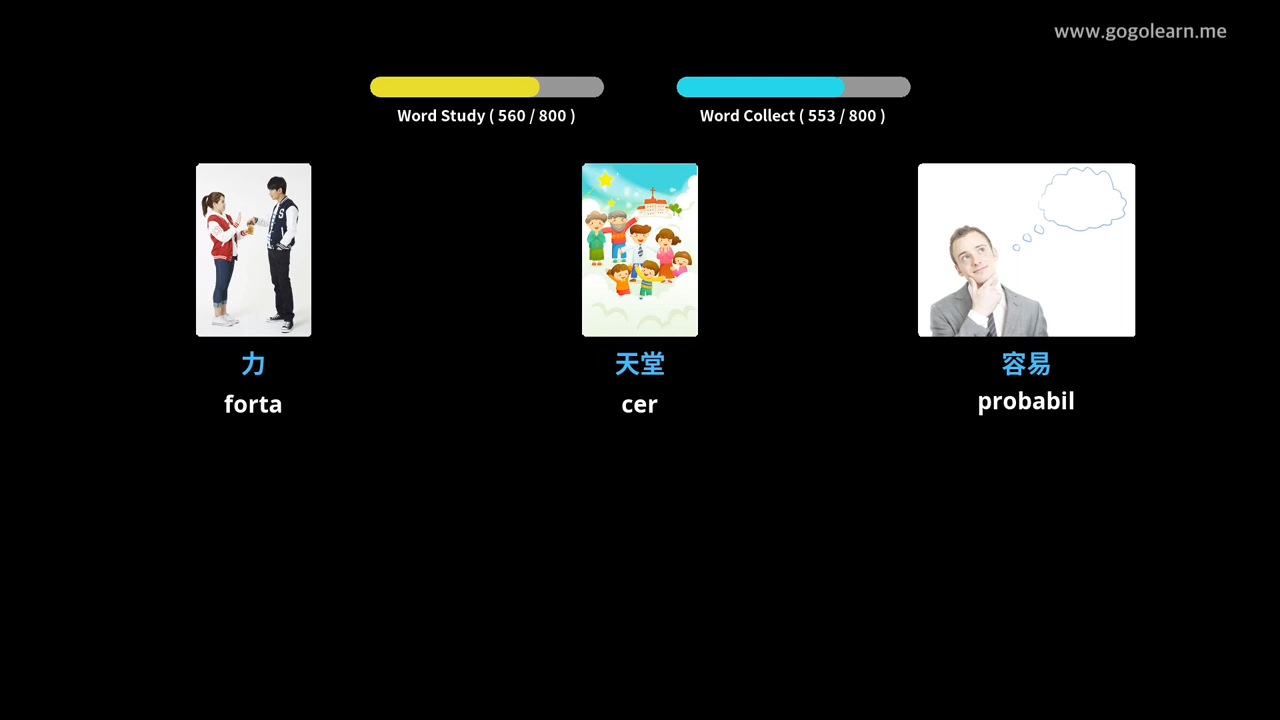 www.gogolearn.me
Word Study ( 560 / 800 )
Word Collect ( 553 / 800 )
力
天堂
容易
forta
cer
probabil